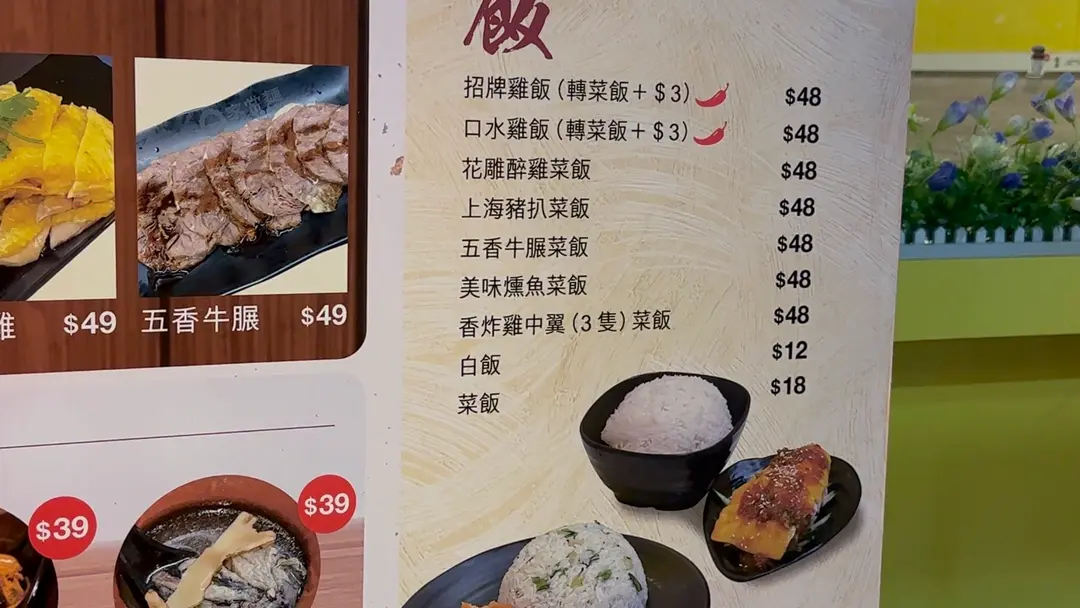 飯
招牌雞飯(轉菜飯+$3) $48
口水雞飯(轉菜飯+$3) $48
花雕醉雞菜飯 $48
上海豬扒菜飯 $48
五香牛𦟌菜飯 $48
美味燻魚菜飯 $48
香炸雞中翼(3隻)菜飯 $48
白飯 $12
菜飯 $18
$49
五香牛𦟌 $49
$39
$39